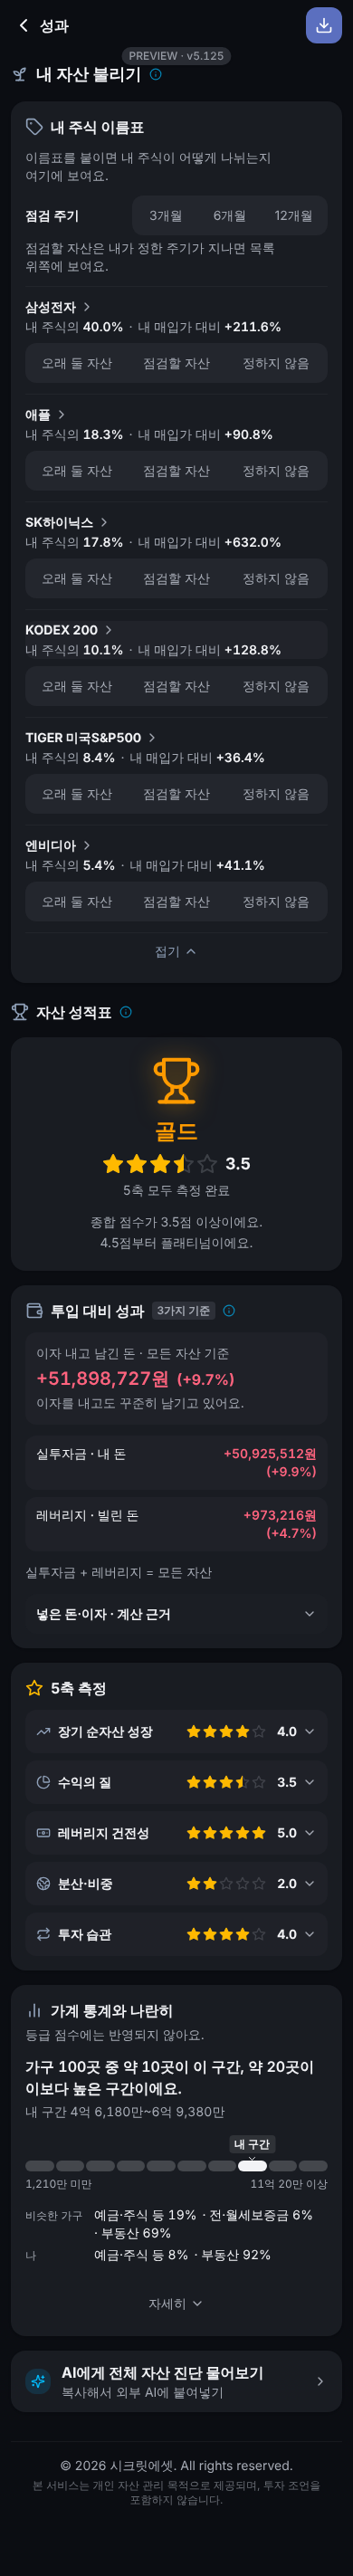 성과
PREVIEW · v5.125
내 자산 불리기
내 주식 이름표
이름표를 붙이면 내 주식이 어떻게 나뉘는지
여기에 보여요.
점검 주기 3개월 6개월 12개월
점검할 자산은 내가 정한 주기가 지나면 목록
위쪽에 보여요.
삼성전자
내 주식의 40.0% · 내 매입가 대비 +211.6%
오래 둘 자산 점검할 자산 정하지 않음
애플
내 주식의 18.3% · 내 매입가 대비 +90.8%
오래 둘 자산 점검할 자산 정하지 않음
SK하이닉스
내 주식의 17.8% · 내 매입가 대비 +632.0%
오래 둘 자산 점검할 자산 정하지 않음
KODEX 200
내 주식의 10.1% · 내 매입가 대비 +128.8%
오래 둘 자산 점검할 자산 정하지 않음
TIGER 미국S&P500
내 주식의 8.4% · 내 매입가 대비 +36.4%
오래 둘 자산 점검할 자산 정하지 않음
엔비디아
내 주식의 5.4% · 내 매입가 대비 +41.1%
오래 둘 자산 점검할 자산 정하지 않음
접기
자산 성적표
골드
3.5
5축 모두 측정 완료
종합 점수가 3.5점 이상이에요.
4.5점부터 플래티넘이에요.
투입 대비 성과 3가지 기준
이자 내고 남긴 돈 · 모든 자산 기준
+51,898,727원 (+9.7%)
이자를 내고도 꾸준히 남기고 있어요.
실투자금 · 내 돈 +50,925,512원
(+9.9%)
레버리지 · 빌린 돈 +973,216원
(+4.7%)
실투자금 + 레버리지 = 모든 자산
넣은 돈·이자 · 계산 근거
5축 측정
장기 순자산 성장 4.0
수익의 질 3.5
레버리지 건전성 5.0
분산·비중 2.0
투자 습관 4.0
가계 통계와 나란히
등급 점수에는 반영되지 않아요.
가구 100곳 중 약 10곳이 이 구간, 약 20곳이
이보다 높은 구간이에요.
내 구간 4억 6,180만~6억 9,380만
내 구간
1,210만 미만 11억 20만 이상
비슷한 가구 예금·주식 등 19% · 전·월세보증금 6%
· 부동산 69%
나 예금·주식 등 8% · 부동산 92%
자세히
AI에게 전체 자산 진단 물어보기
복사해서 외부 AI에 붙여넣기
© 2026 시크릿에셋. All rights reserved.
본 서비스는 개인 자산 관리 목적으로 제공되며, 투자 조언을
포함하지 않습니다.